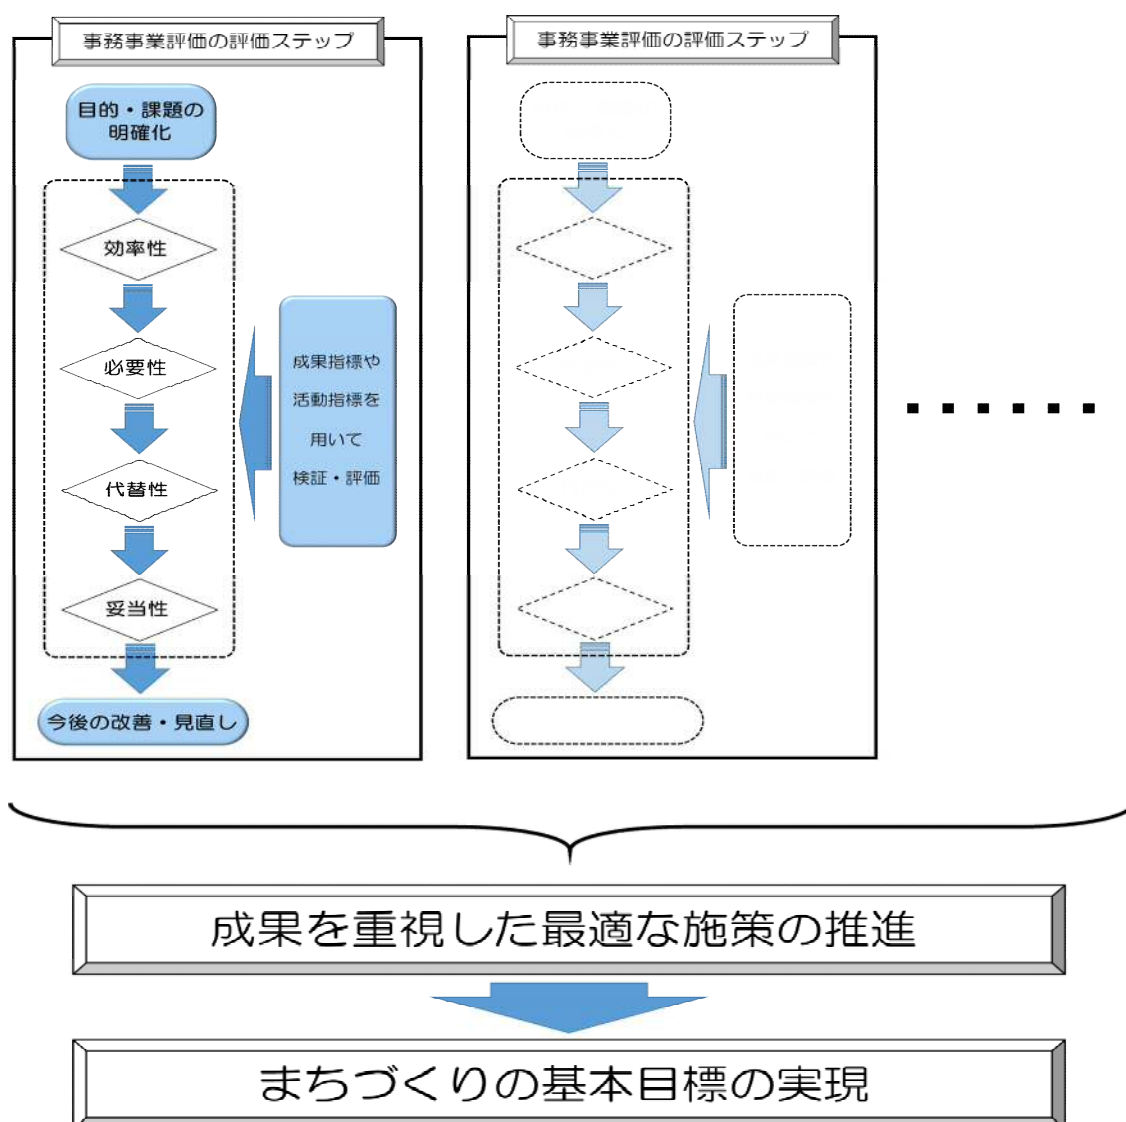 事務事業評価の評価ステップ
目的・課題の
明確化
効率性
必要性
代替性
妥当性
今後の改善・見直し
成果指標や
活動指標を
用いて
検証・評価
事務事業評価の評価ステップ
成果を重視した最適な施策の推進
まちづくりの基本目標の実現